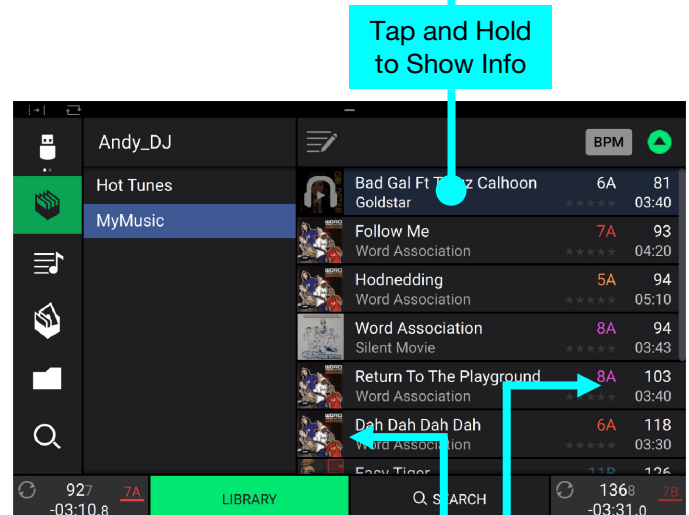 Tap and Hold
to Show Info
Andy_DJ
BPM
Hot Tunes
MyMusic
Bad Gal Ft Calhoon 6A 81
Goldstar 03:40
Follow Me 7A 93
Word Association 04:20
Hodnedding 5A 94
Word Association 05:10
Word Association 8A 94
Silent Movie 03:43
Return To The Playground 8A 103
Word Association 03:40
Dah Dah Dah Dah 6A 118
Word Association 03:30
Easy Tiger 11B 126
927 7A
-03:10.8
LIBRARY
SEARCH
1368 7B
-03:31.0